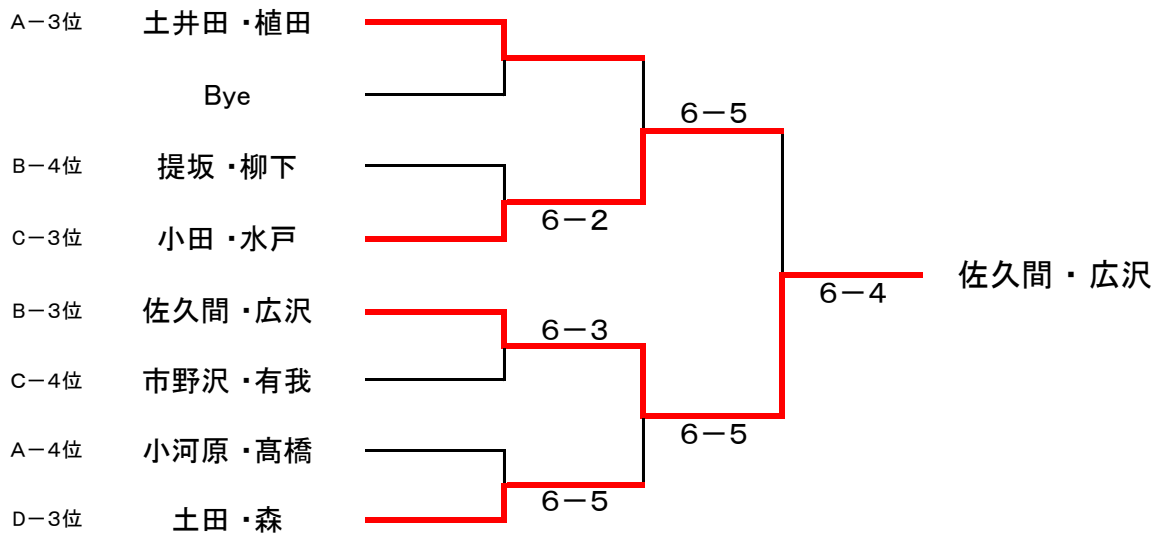 A－3位 土井田・植田
Bye
6－5
B－4位 提坂・柳下
6－2
C－3位 小田・水戸
佐久間・広沢
6－4
B－3位 佐久間・広沢
6－3
C－4位 市野沢・有我
6－5
A－4位 小河原・髙橋
6－5
D－3位 土田・森